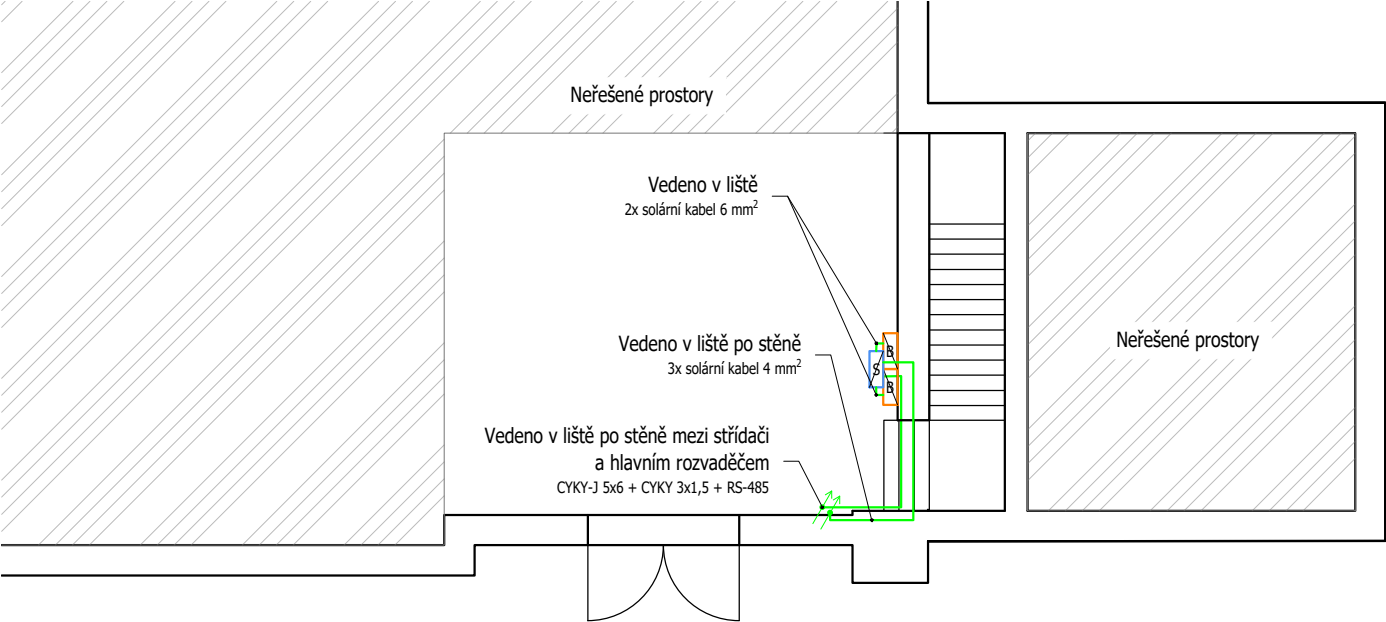 Neřešené prostory
Vedeno v liště
2x solární kabel 6 mm²
Vedeno v liště po stěně
3x solární kabel 4 mm²
B
S
B
Neřešené prostory
Vedeno v liště po stěně mezi střídači
a hlavním rozvaděčem
CYKY-J 5x6 + CYKY 3x1,5 + RS-485